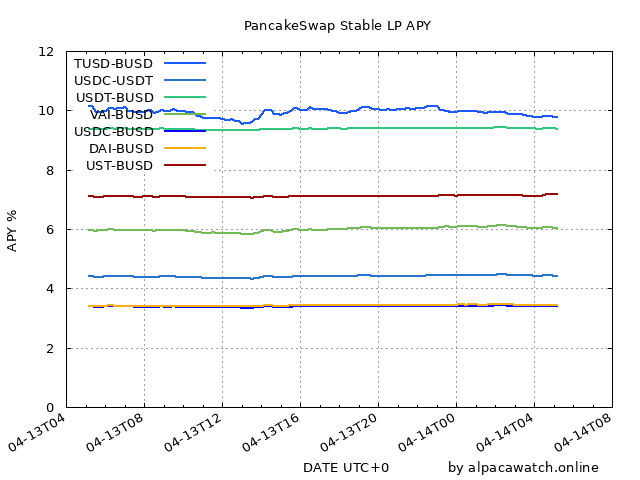 PancakeSwap Stable LP APY
12
10
8
6
4
2
0
APY %
TUSD-BUSD
USDC-USDT
USDT-BUSD
VAI-BUSD
USDC-BUSD
DAI-BUSD
UST-BUSD
04-13T04
04-13T08
04-13T12
04-13T16
04-13T20
04-14T00
04-14T04
04-14T08
DATE UTC+0
by alpacawatch.online